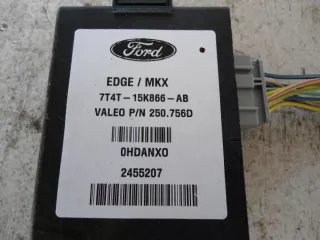 Ford
EDGE / MKX
7T4T-15K866-AB
VALEO P/N 250.756D
0HDANX0
2455207